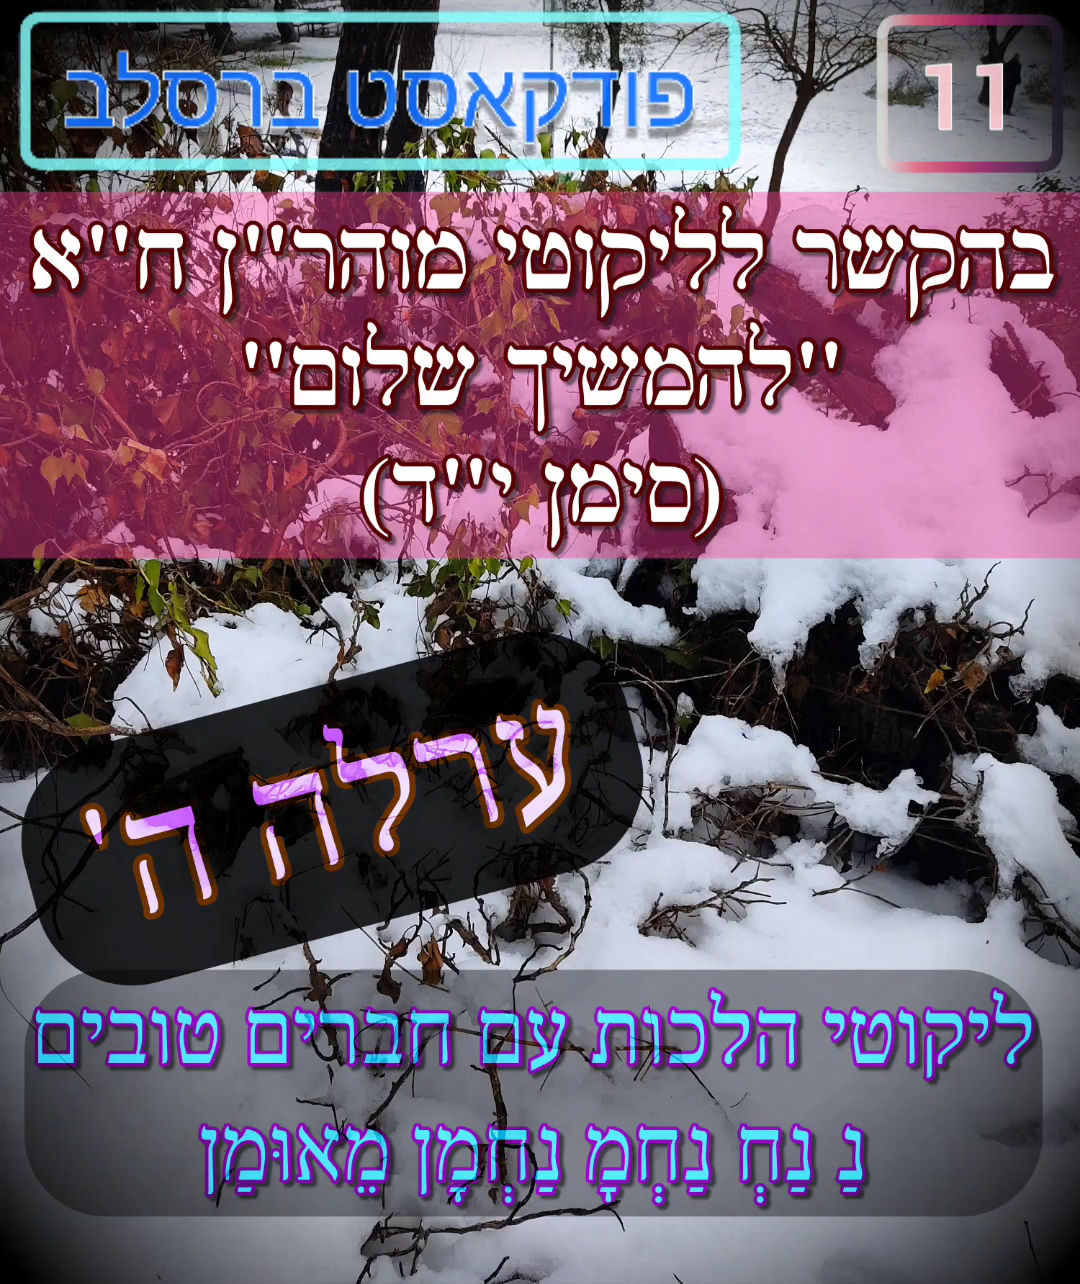 פודקאסט ברסלב
11
בהקשר לליקוטי מוהר''ן ח''א
''להמשיך שלום''
(סימן י''ד)
ערלה ה'
ליקוטי הלכות עם חברים טובים
נַ נַחְ נַחְמָ נַחְמָן מֵאוּמַן